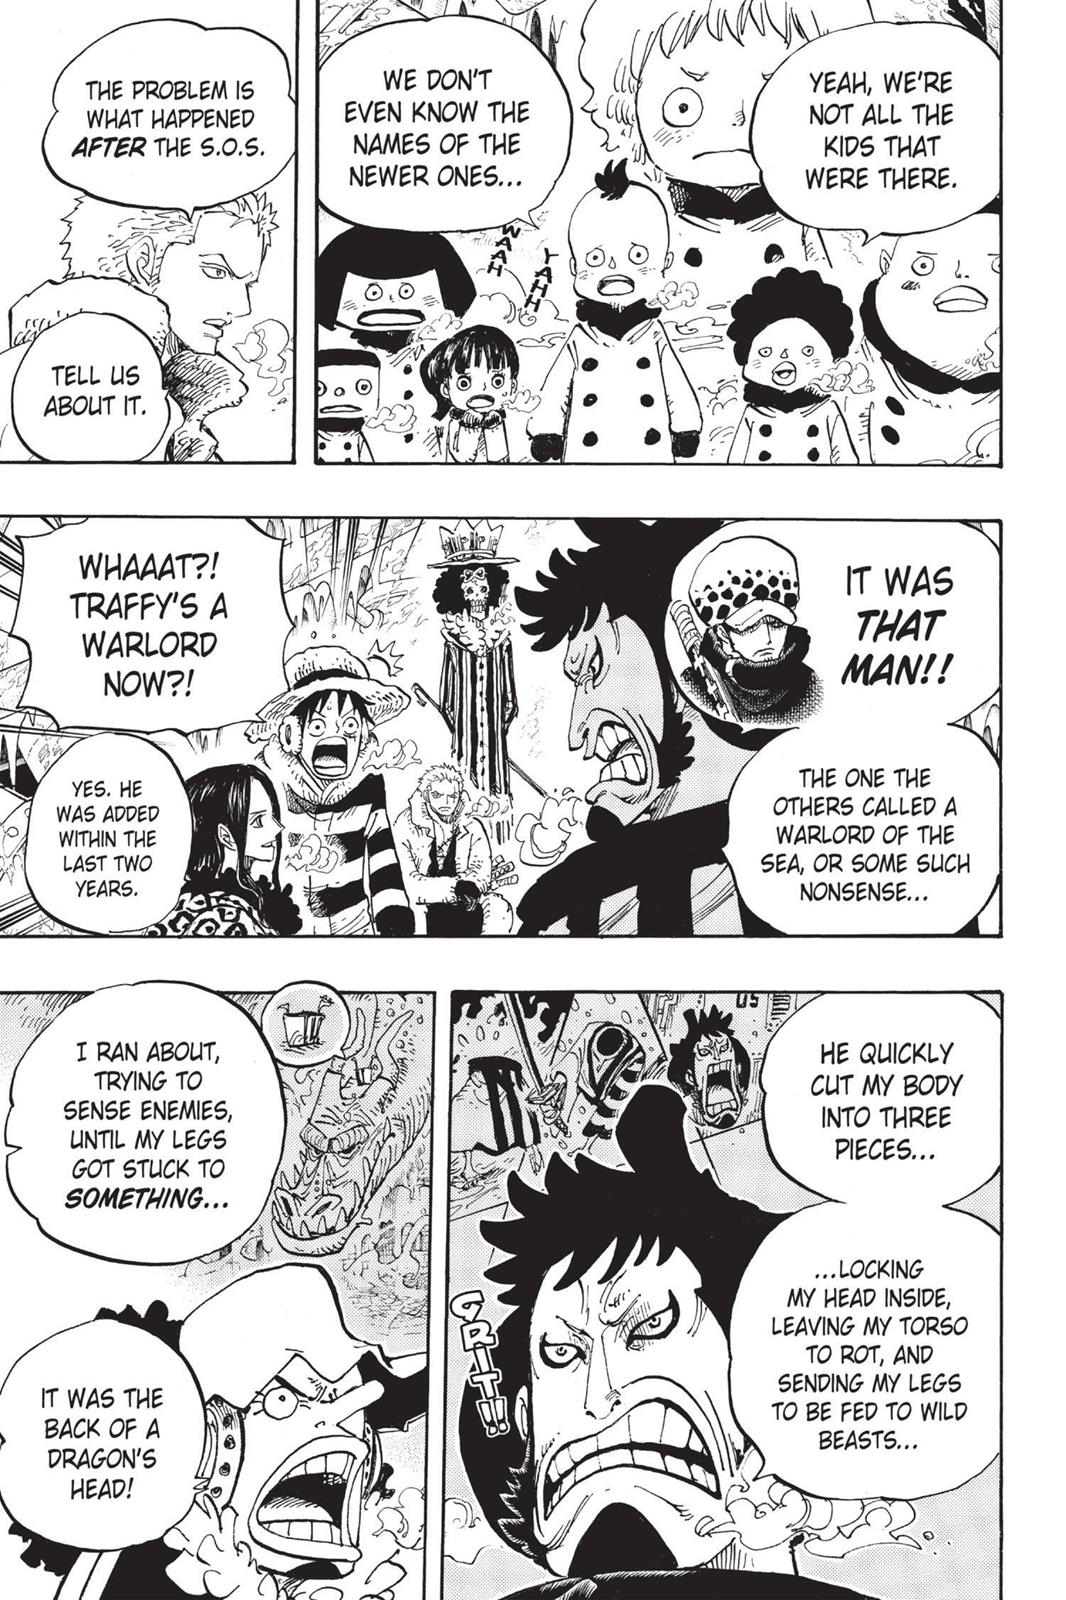 YEAH, WE'RE
NOT ALL THE
KIDS THAT
WERE THERE.
WE DON'T
EVEN KNOW THE
NAMES OF THE
NEWER ONES...
WAAH
YAHH
THE PROBLEM IS
WHAT HAPPENED
AFTER THE S.O.S.
TELL US
ABOUT IT.
IT WAS
THAT
MAN!!
THE ONE THE
OTHERS CALLED A
WARLORD OF THE
SEA, OR SOME SUCH
NONSENSE...
WHAAAT?!
TRAFFY'S A
WARLORD
NOW?!
YES. HE
WAS ADDED
WITHIN THE
LAST TWO
YEARS.
05
HE QUICKLY
CUT MY BODY
INTO THREE
PIECES...
...LOCKING
MY HEAD INSIDE,
LEAVING MY TORSO
TO ROT, AND
SENDING MY LEGS
TO BE FED TO WILD
BEASTS...
GRIT!!
I RAN ABOUT,
TRYING TO
SENSE ENEMIES,
UNTIL MY LEGS
GOT STUCK TO
SOMETHING...
IT WAS THE
BACK OF A
DRAGON'S
HEAD!